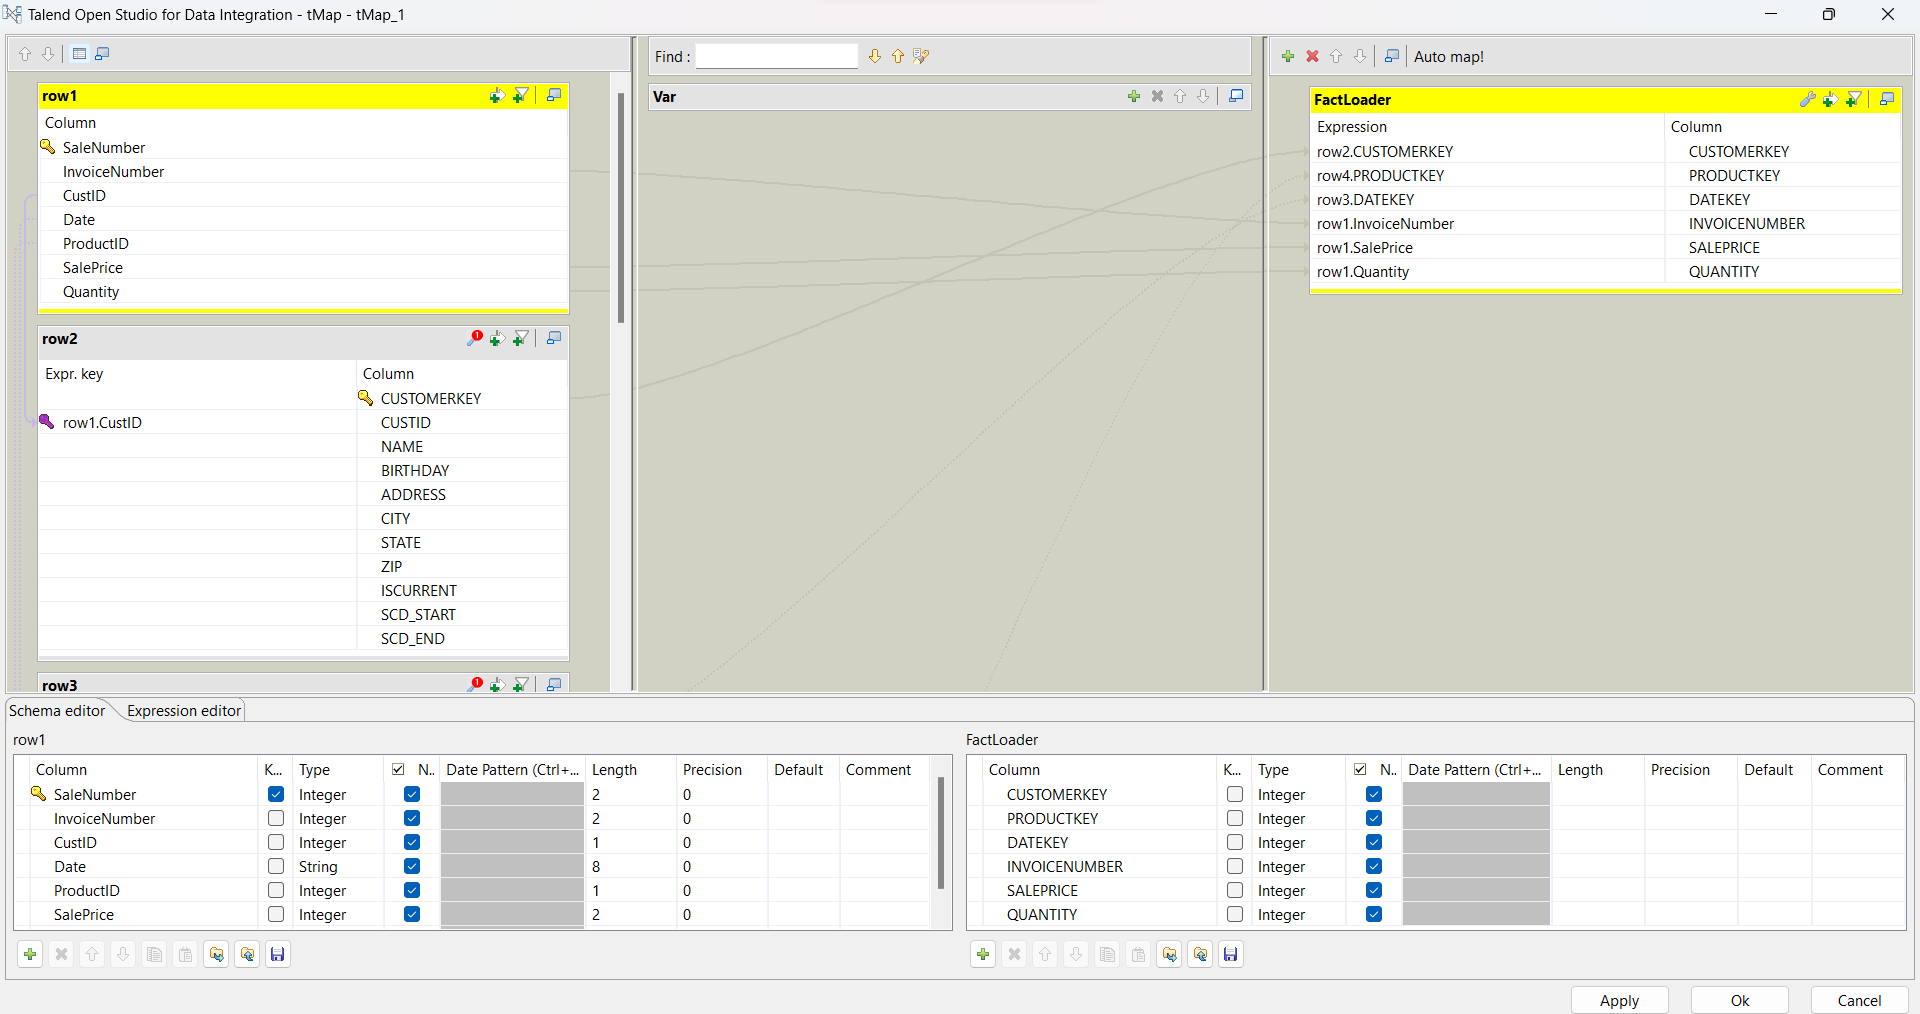 Talend Open Studio for Data Integration - tMap - tMap_1
Find :
Auto map!
row1
Column
SaleNumber
InvoiceNumber
CustID
Date
ProductID
SalePrice
Quantity
row2
Expr. key Column
CUSTOMERKEY
row1.CustID CUSTID
NAME
BIRTHDAY
ADDRESS
CITY
STATE
ZIP
ISCURRENT
SCD_START
SCD_END
row3
Var
FactLoader
Expression Column
row2.CUSTOMERKEY CUSTOMERKEY
row4.PRODUCTKEY PRODUCTKEY
row3.DATEKEY DATEKEY
row1.InvoiceNumber INVOICENUMBER
row1.SalePrice SALEPRICE
row1.Quantity QUANTITY
Schema editor Expression editor
row1
Column K... Type N.. Date Pattern (Ctrl+... Length Precision Default Comment
SaleNumber Integer 2 0
InvoiceNumber Integer 2 0
CustID Integer 1 0
Date String 8 0
ProductID Integer 1 0
SalePrice Integer 2 0
FactLoader
Column K... Type N.. Date Pattern (Ctrl+... Length Precision Default Comment
CUSTOMERKEY Integer
PRODUCTKEY Integer
DATEKEY Integer
INVOICENUMBER Integer
SALEPRICE Integer
QUANTITY Integer
Apply Ok Cancel